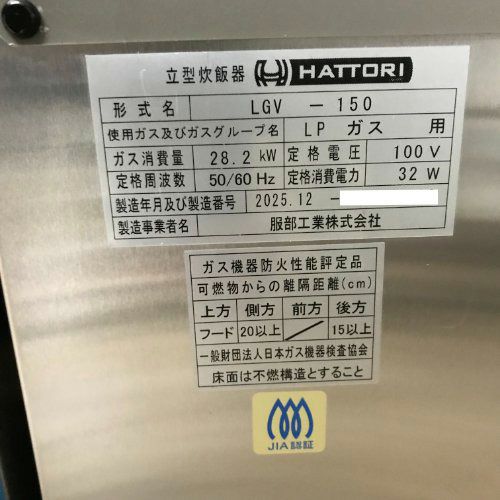 立型炊飯器 HATTORI
形式名 LGV -150
使用ガス及びガスグループ名 LP ガス 用
ガス消費量 28.2 kW 定格電圧 100 V
定格周波数 50/60 Hz 定格消費電力 32 W
製造年月及び製造番号 2025.12 -
製造事業者名 服部工業株式会社
ガス機器防火性能評定品
可燃物からの離隔距離(cm)
上方 側方 前方 後方
フード 20以上 ／ 15以上
一般財団法人日本ガス機器検査協会
床面は不燃構造とすること
JIA認証